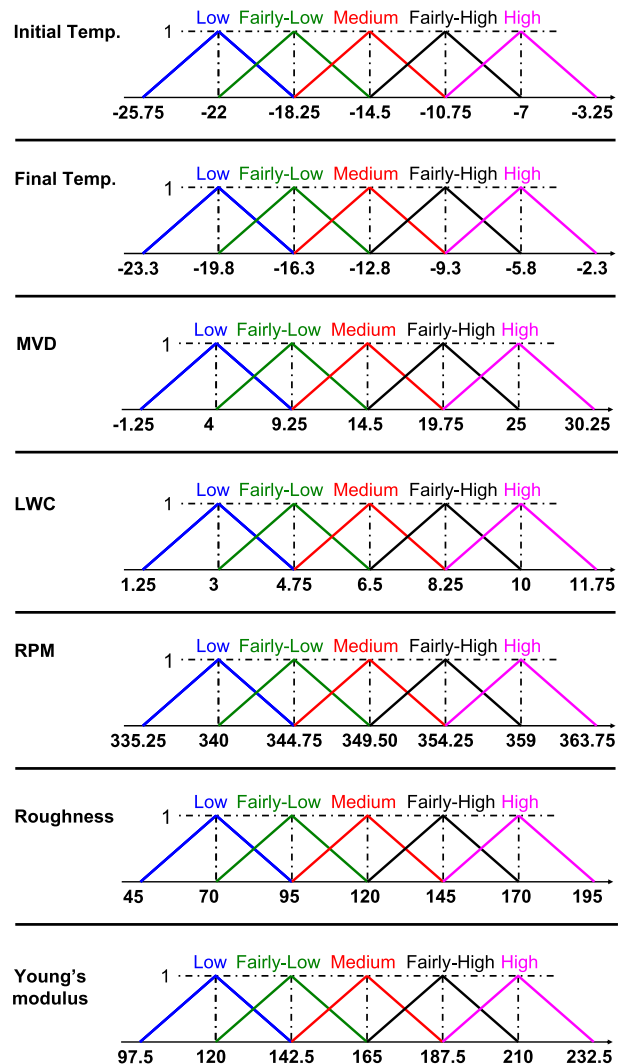 Low Fairly-Low Medium Fairly-High High
Initial Temp. 1
-25.75 -22 -18.25 -14.5 -10.75 -7 -3.25
Low Fairly-Low Medium Fairly-High High
Final Temp. 1
-23.3 -19.8 -16.3 -12.8 -9.3 -5.8 -2.3
Low Fairly-Low Medium Fairly-High High
MVD 1
-1.25 4 9.25 14.5 19.75 25 30.25
Low Fairly-Low Medium Fairly-High High
LWC 1
1.25 3 4.75 6.5 8.25 10 11.75
Low Fairly-Low Medium Fairly-High High
RPM 1
335.25 340 344.75 349.50 354.25 359 363.75
Low Fairly-Low Medium Fairly-High High
Roughness 1
45 70 95 120 145 170 195
Low Fairly-Low Medium Fairly-High High
Young's 1
modulus
97.5 120 142.5 165 187.5 210 232.5